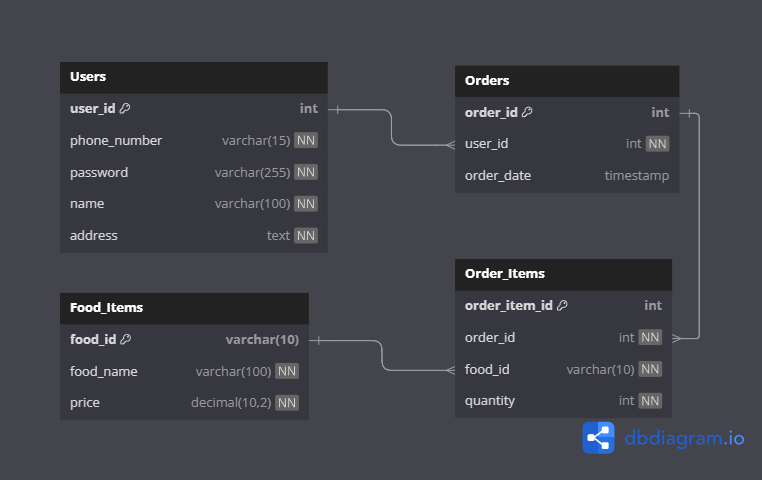 Users
user_id int
phone_number varchar(15) NN
password varchar(255) NN
name varchar(100) NN
address text NN
Orders
order_id int
user_id int NN
order_date timestamp
Food_Items
food_id varchar(10)
food_name varchar(100) NN
price decimal(10,2) NN
Order_Items
order_item_id int
order_id int NN
food_id varchar(10) NN
quantity int NN
dbdiagram.io